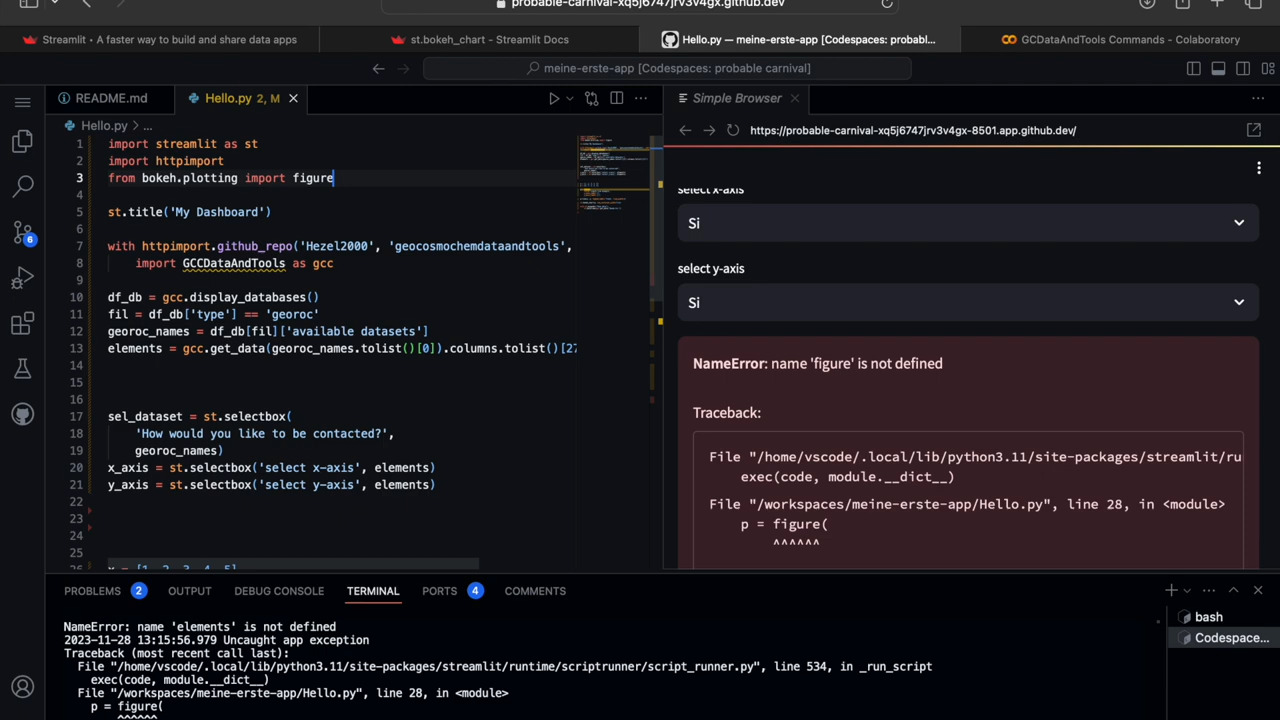 probable-carnival-xq5j6747jrv3v4gx.github.dev
Streamlit • A faster way to build and share data apps
st.bokeh_chart - Streamlit Docs
Hello.py — meine-erste-app [Codespaces: probabl...
GCDataAndTools Commands - Colaboratory
meine-erste-app [Codespaces: probable carnival]
README.md
Hello.py 2, M
Simple Browser
Hello.py > ...
https://probable-carnival-xq5j6747jrv3v4gx-8501.app.github.dev/
1 import streamlit as st
2 import httpimport
3 from bokeh.plotting import figure
4
5 st.title('My Dashboard')
6
7 with httpimport.github_repo('Hezel2000', 'geocosmochemdataandtools',
8 import GCCDataAndTools as gcc
9
10 df_db = gcc.display_databases()
11 fil = df_db['type'] == 'georoc'
12 georoc_names = df_db[fil]['available datasets']
13 elements = gcc.get_data(georoc_names.tolist()[0]).columns.tolist()[27
14
15
16
17 sel_dataset = st.selectbox(
18 'How would you like to be contacted?',
19 georoc_names)
20 x_axis = st.selectbox('select x-axis', elements)
21 y_axis = st.selectbox('select y-axis', elements)
22
23
24
25
26 x = [1, 2, 3, 4, 5]
6
select x-axis
Si
select y-axis
Si
NameError: name 'figure' is not defined
Traceback:
File "/home/vscode/.local/lib/python3.11/site-packages/streamlit/ru
exec(code, module.__dict__)
File "/workspaces/meine-erste-app/Hello.py", line 28, in <module>
p = figure(
^^^^^^
PROBLEMS 2 OUTPUT DEBUG CONSOLE TERMINAL PORTS 4 COMMENTS
NameError: name 'elements' is not defined
2023-11-28 13:15:56.979 Uncaught app exception
Traceback (most recent call last):
File "/home/vscode/.local/lib/python3.11/site-packages/streamlit/runtime/scriptrunner/script_runner.py", line 534, in _run_script
exec(code, module.__dict__)
File "/workspaces/meine-erste-app/Hello.py", line 28, in <module>
p = figure(
^^^^^^
bash
Codespace...